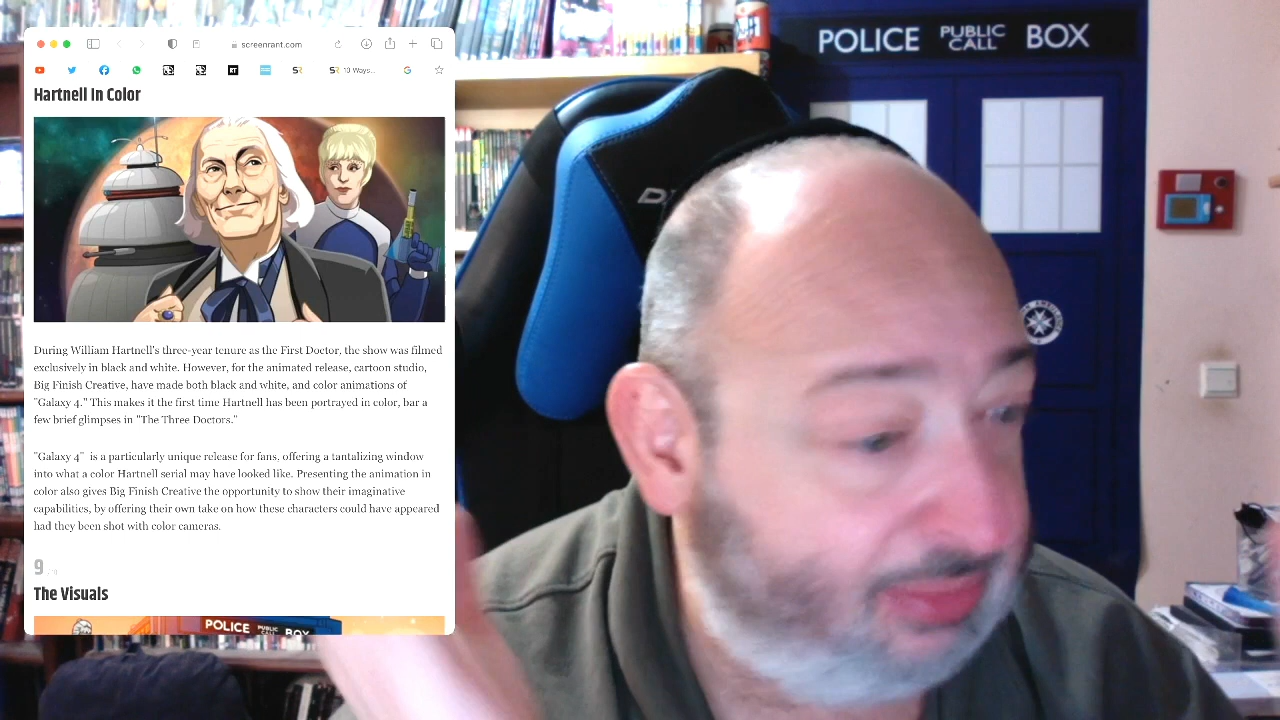 screenrant.com
10 Ways...
Hartnell In Color
During William Hartnell's three-year tenure as the First Doctor, the show was filmed
exclusively in black and white. However, for the animated release, cartoon studio,
Big Finish Creative, have made both black and white, and color animations of
"Galaxy 4." This makes it the first time Hartnell has been portrayed in color, bar a
few brief glimpses in "The Three Doctors."
"Galaxy 4" is a particularly unique release for fans, offering a tantalizing window
into what a color Hartnell serial may have looked like. Presenting the animation in
color also gives Big Finish Creative the opportunity to show their imaginative
capabilities, by offering their own take on how these characters could have appeared
had they been shot with color cameras.
9
The Visuals
POLICE PUBLIC CALL BOX
POLICE PUBLIC CALL BOX